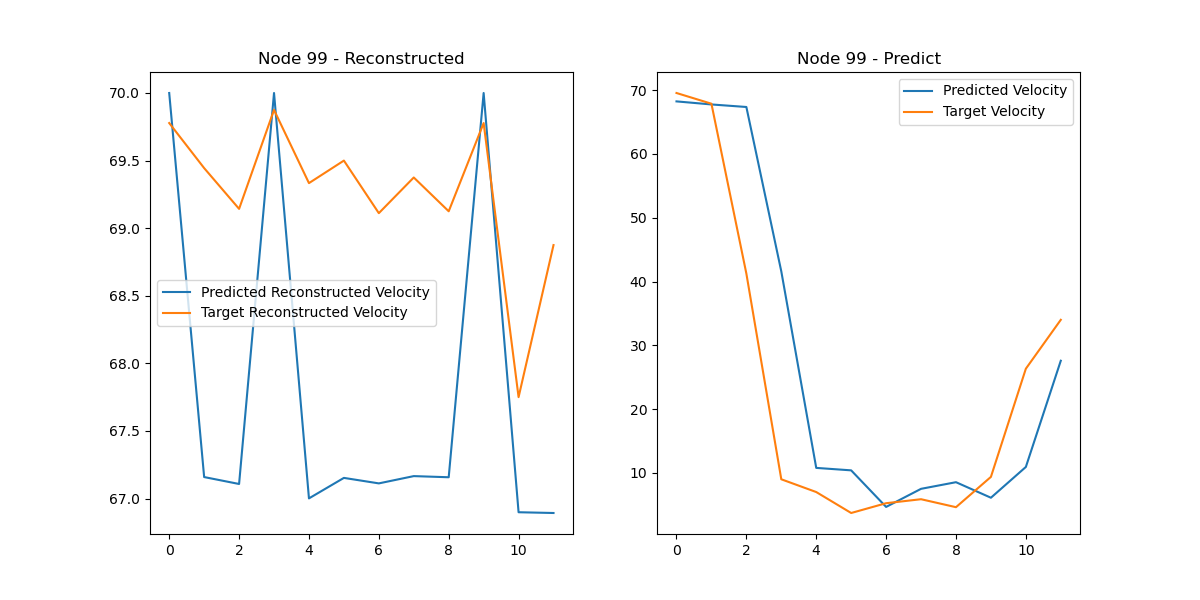 Node 99 - Reconstructed
70.0
69.5
69.0
68.5
68.0
67.5
67.0
0 2 4 6 8 10
Predicted Reconstructed Velocity
Target Reconstructed Velocity
Node 99 - Predict
70
60
50
40
30
20
10
0 2 4 6 8 10
Predicted Velocity
Target Velocity